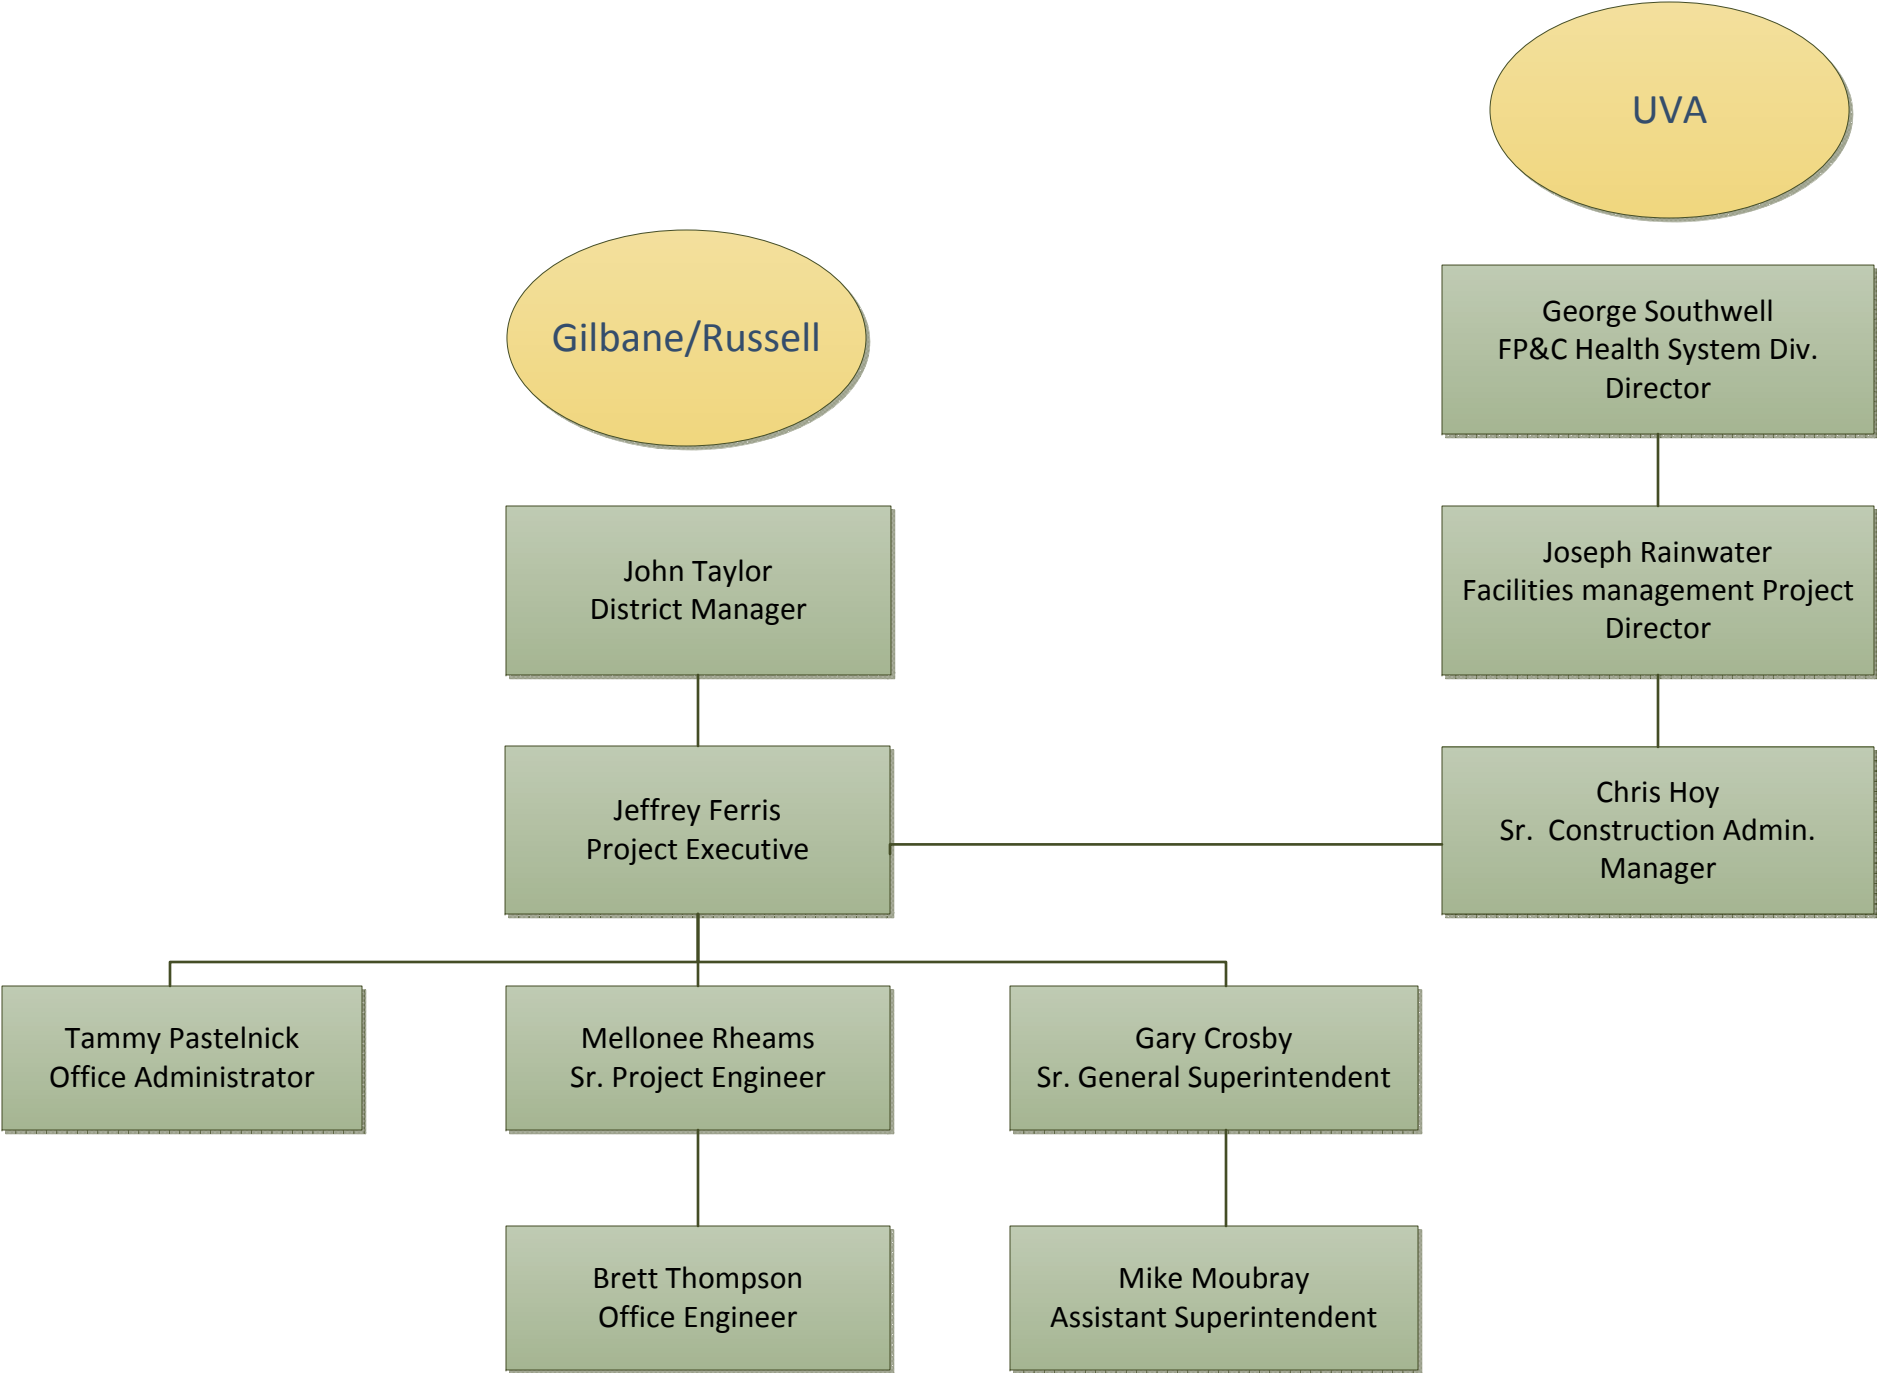 UVA
Gilbane/Russell
George Southwell
FP&C Health System Div.
Director
John Taylor
District Manager
Joseph Rainwater
Facilities management Project
Director
Jeffrey Ferris
Project Executive
Chris Hoy
Sr.  Construction Admin.
Manager
Tammy Pastelnick
Office Administrator
Mellonee Rheams
Sr. Project Engineer
Gary Crosby
Sr. General Superintendent
Brett Thompson
Office Engineer
Mike Moubray
Assistant Superintendent